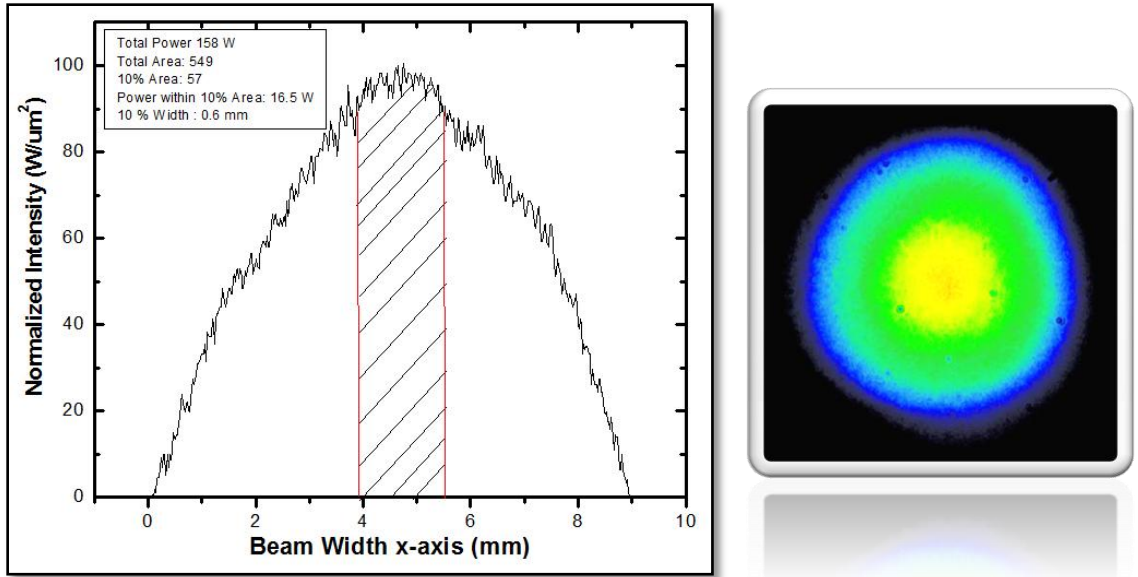 Total Power 158 W
Total Area: 549
10% Area: 57
Power within 10% Area: 16.5 W
10 % Width : 0.6 mm
Normalized Intensity (W/um²)
100
80
60
40
20
0
0 2 4 6 8 10
Beam Width x-axis (mm)